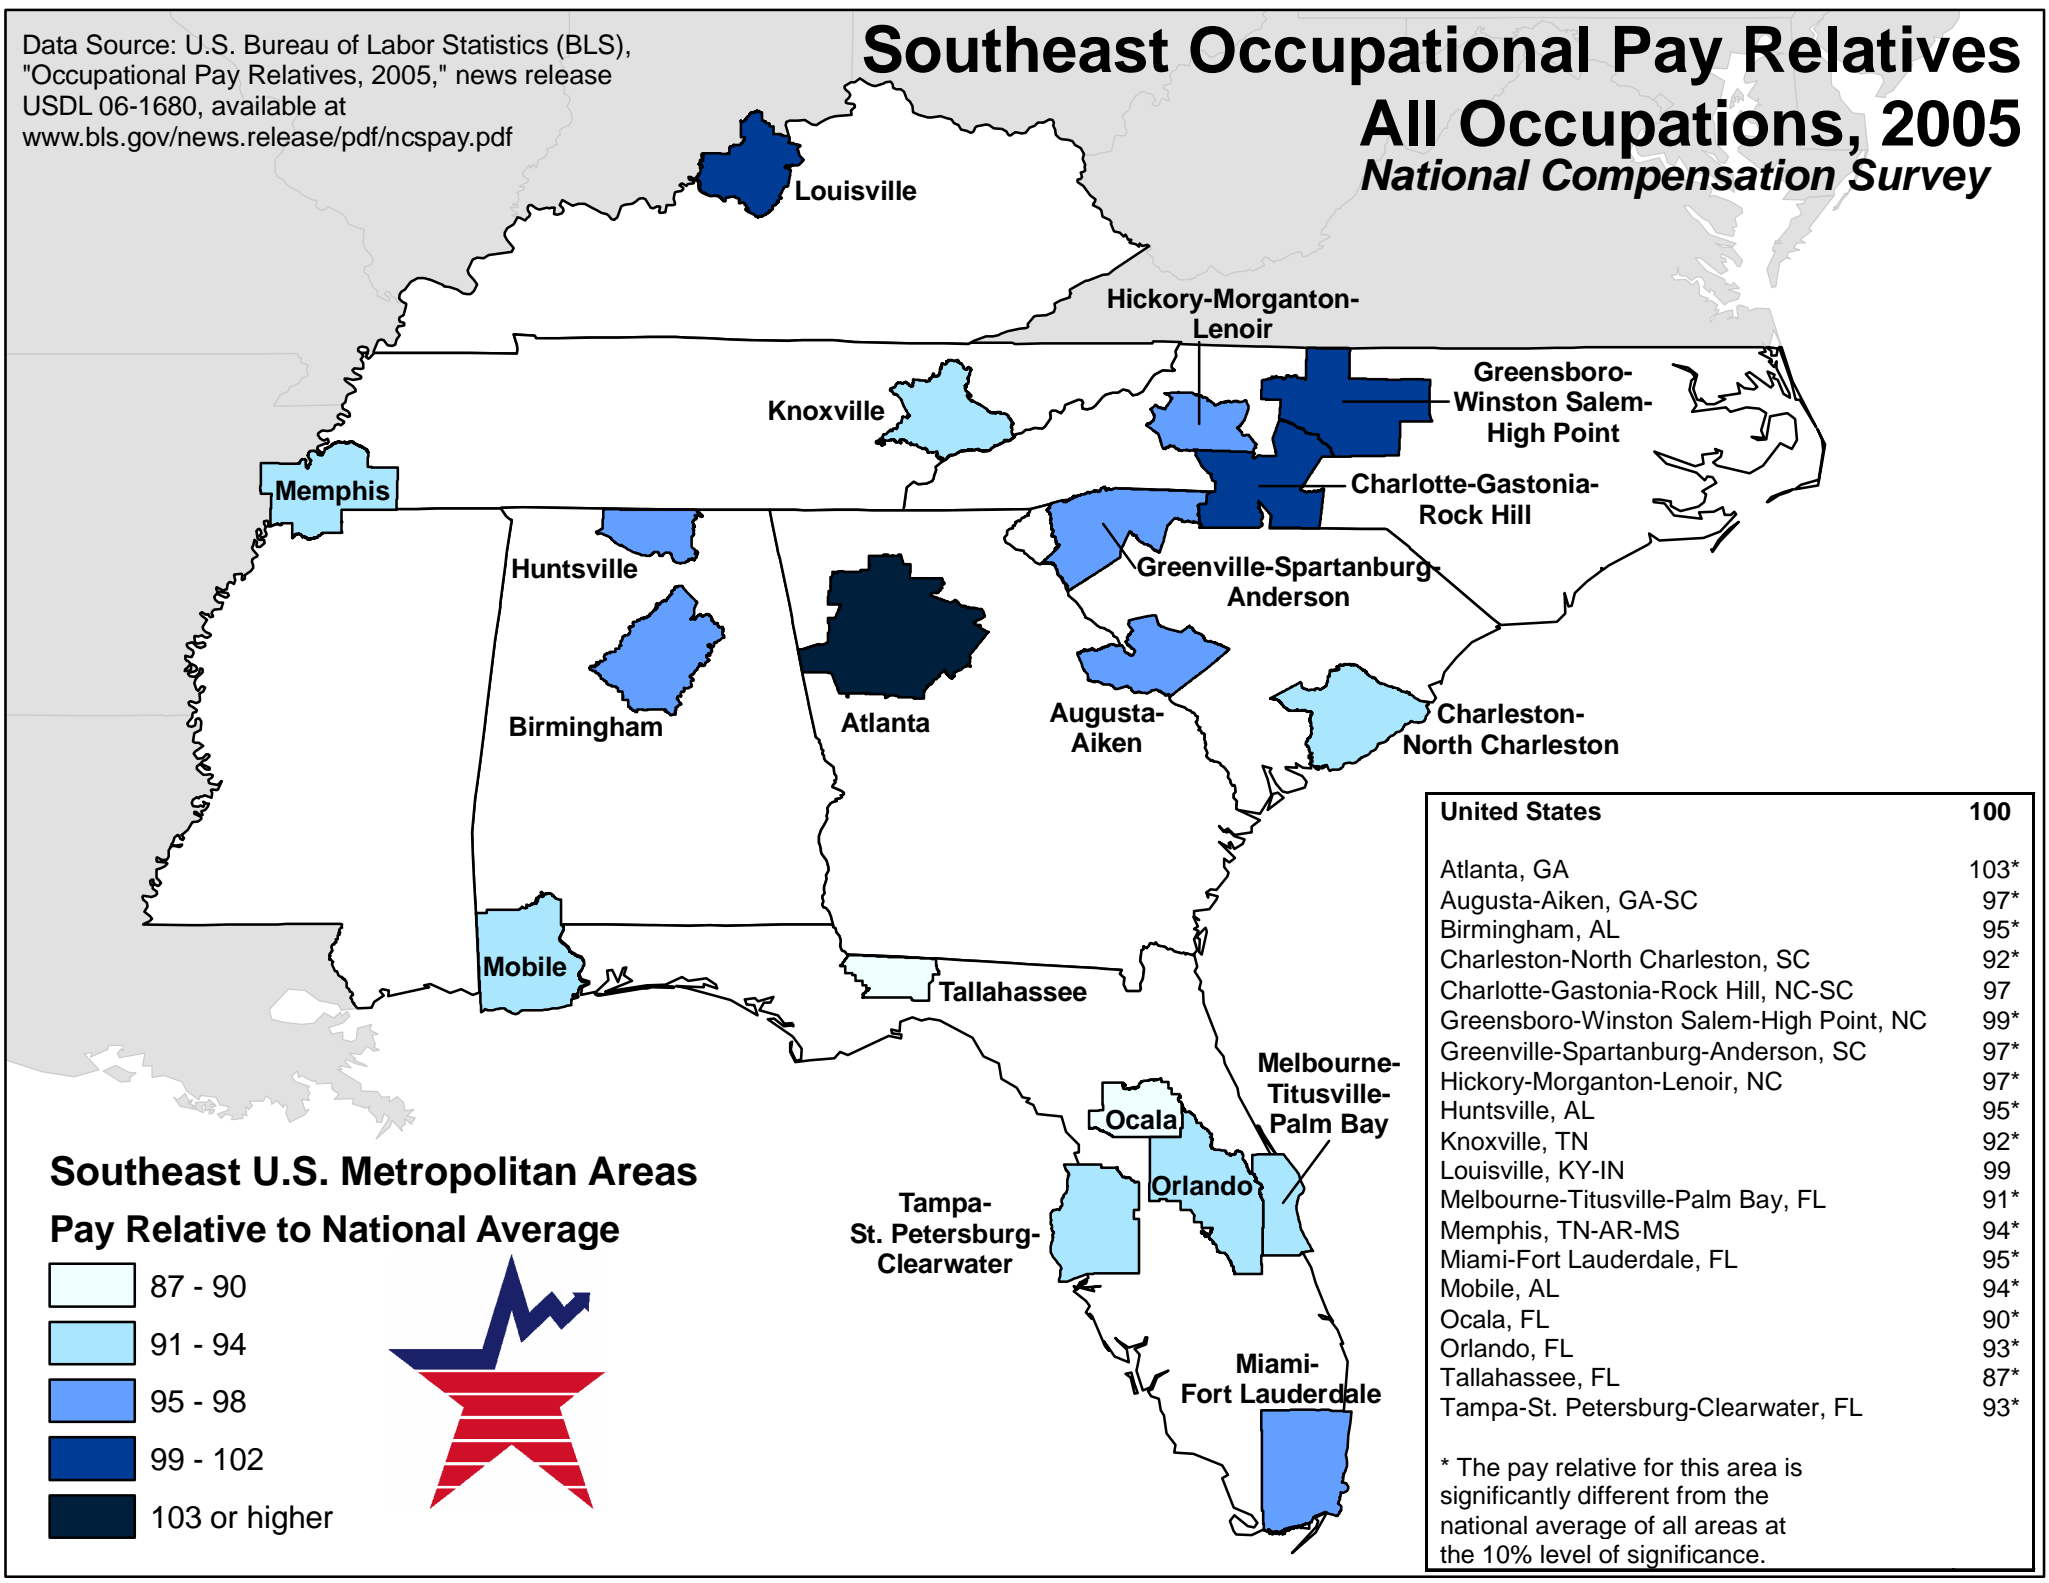 Data Source: U.S. Bureau of Labor Statistics (BLS),
"Occupational Pay Relatives, 2005," news release
USDL 06-1680, available at
www.bls.gov/news.release/pdf/ncspay.pdf
Southeast Occupational Pay Relatives
All Occupations, 2005
National Compensation Survey
Louisville
Hickory-Morganton-
Lenoir
Greensboro-
Winston Salem-
High Point
Knoxville
Memphis
Charlotte-Gastonia-
Rock Hill
Huntsville
Greenville-Spartanburg-
Anderson
Birmingham
Atlanta
Augusta-
Aiken
Charleston-
North Charleston
Mobile
Tallahassee
Melbourne-
Titusville-
Palm Bay
Ocala
Orlando
Tampa-
St. Petersburg-
Clearwater
Miami-
Fort Lauderdale
Southeast U.S. Metropolitan Areas
Pay Relative to National Average
87 - 90
91 - 94
95 - 98
99 - 102
103 or higher
United States 100
Atlanta, GA 103*
Augusta-Aiken, GA-SC 97*
Birmingham, AL 95*
Charleston-North Charleston, SC 92*
Charlotte-Gastonia-Rock Hill, NC-SC 97
Greensboro-Winston Salem-High Point, NC 99*
Greenville-Spartanburg-Anderson, SC 97*
Hickory-Morganton-Lenoir, NC 97*
Huntsville, AL 95*
Knoxville, TN 92*
Louisville, KY-IN 99
Melbourne-Titusville-Palm Bay, FL 91*
Memphis, TN-AR-MS 94*
Miami-Fort Lauderdale, FL 95*
Mobile, AL 94*
Ocala, FL 90*
Orlando, FL 93*
Tallahassee, FL 87*
Tampa-St. Petersburg-Clearwater, FL 93*
* The pay relative for this area is
significantly different from the
national average of all areas at
the 10% level of significance.